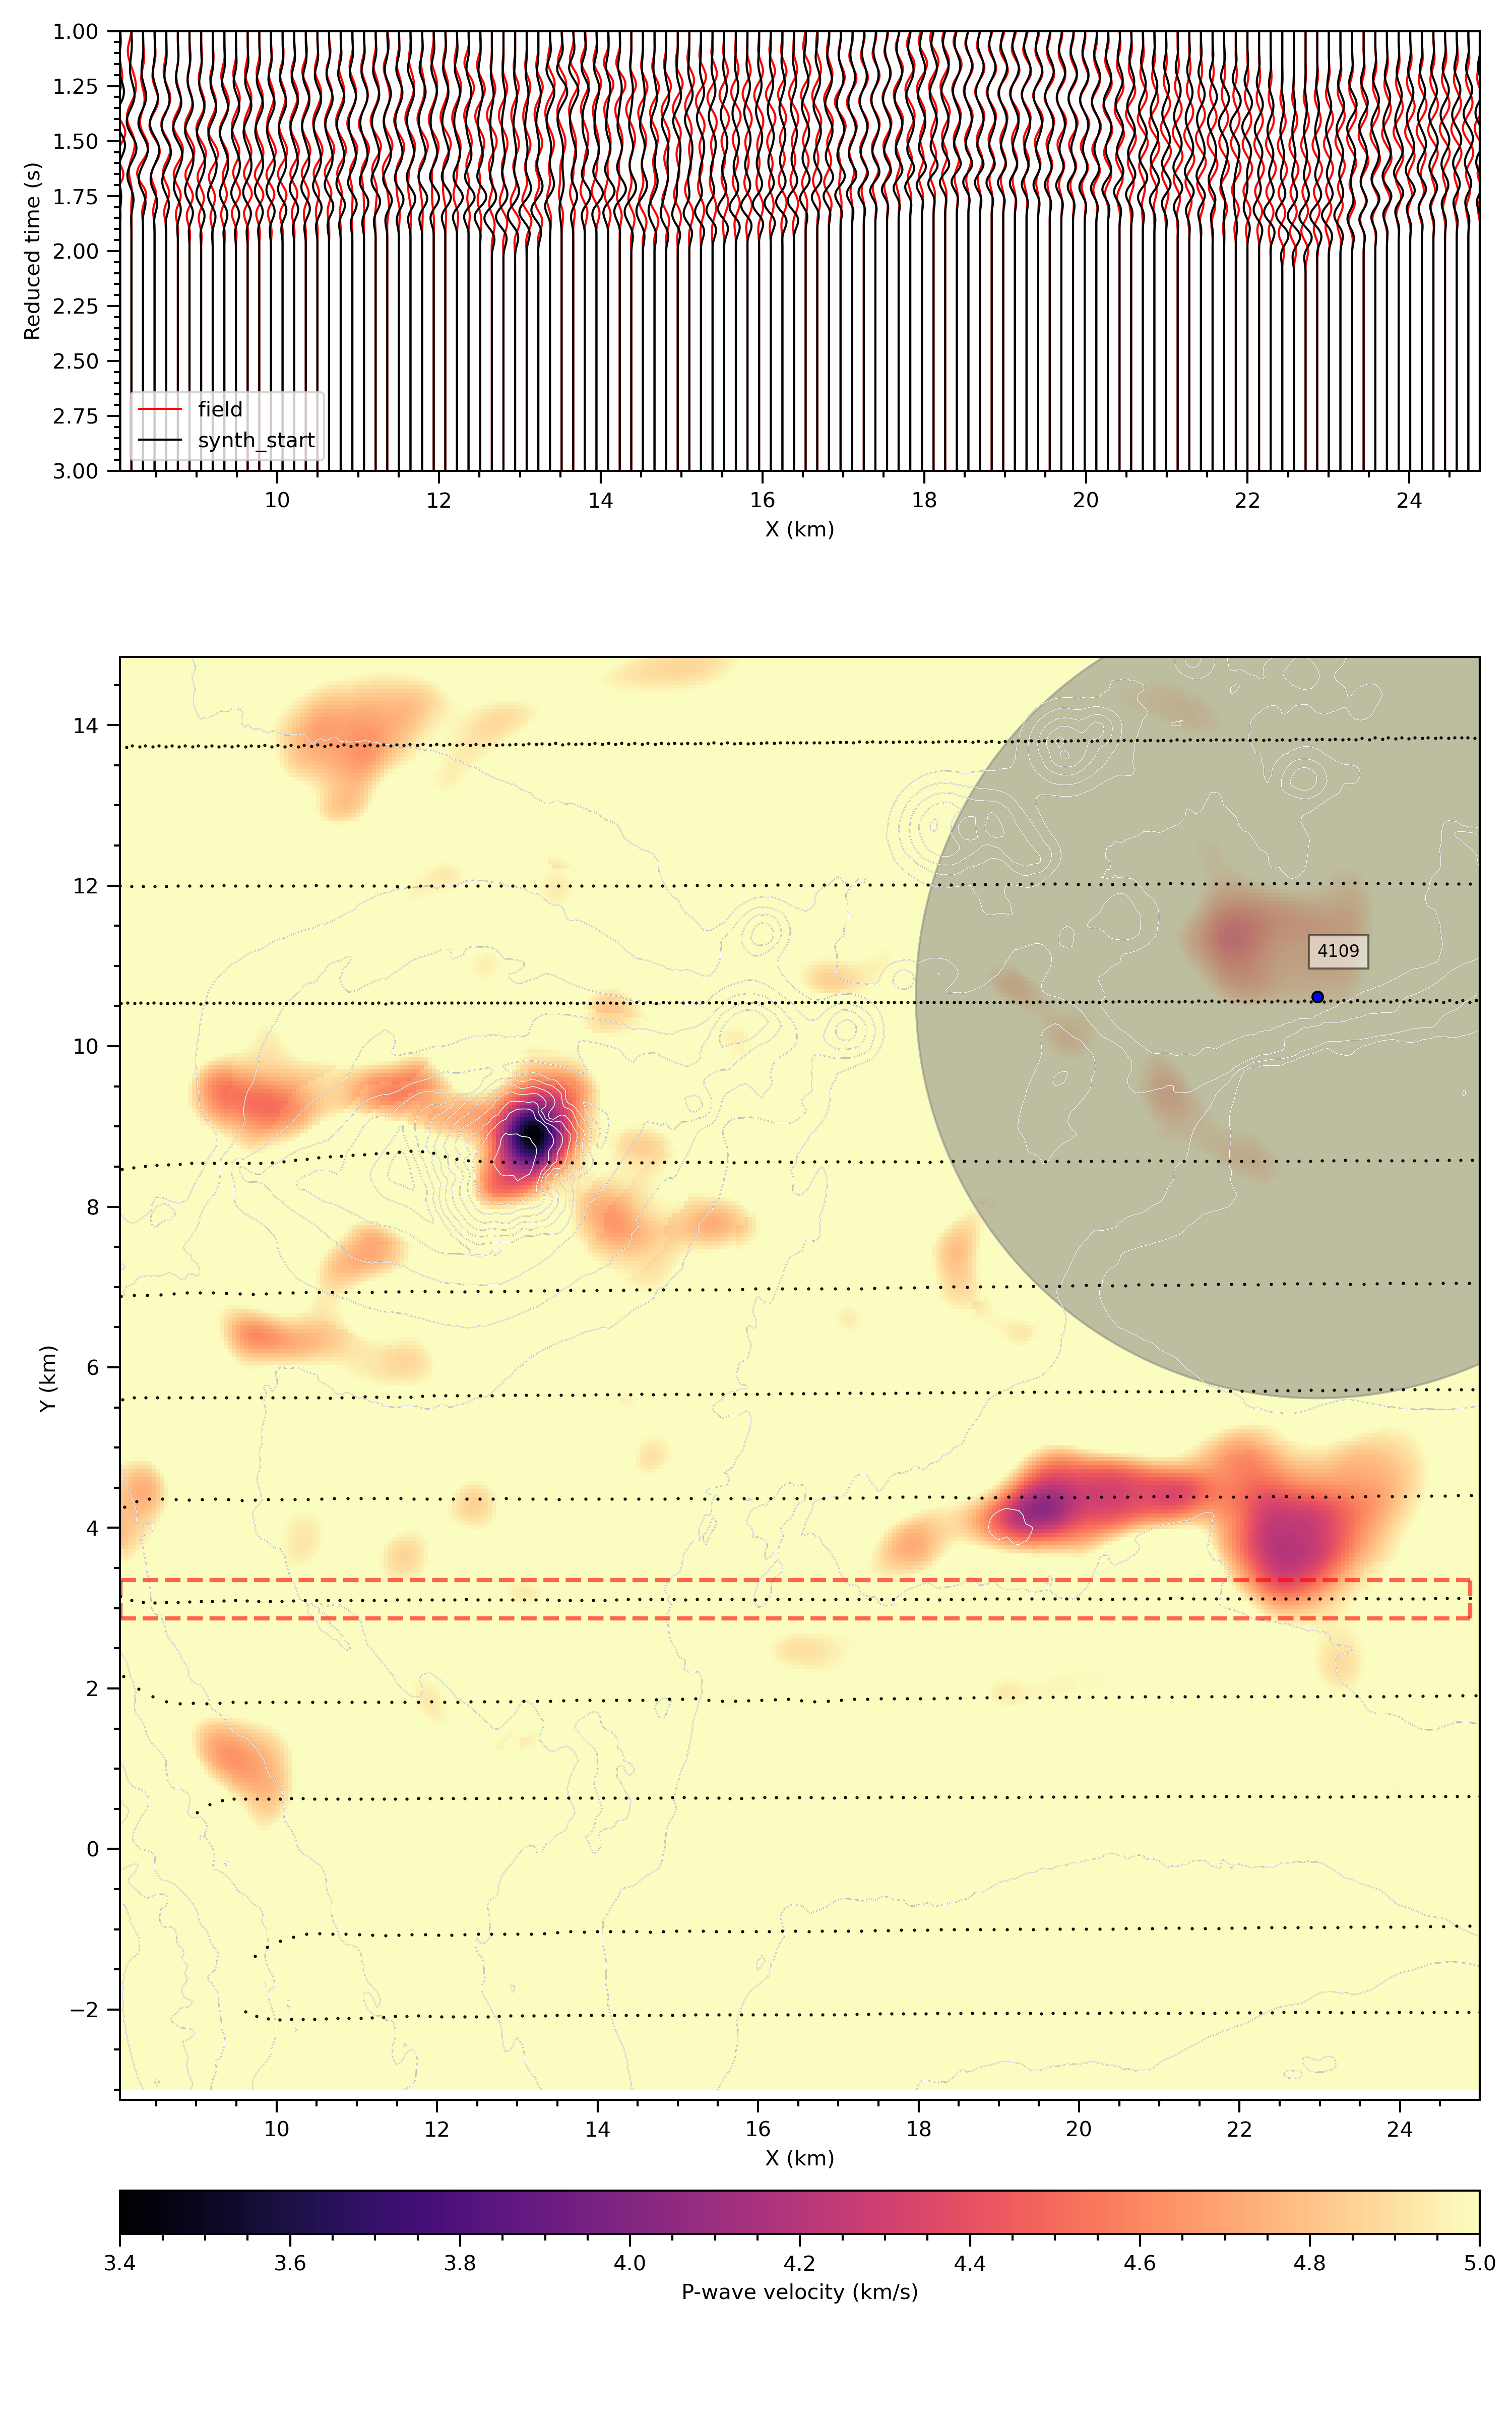 1.00
1.25
1.50
1.75
2.00
2.25
2.50
2.75
3.00
Reduced time (s)
field
synth_start
10 12 14 16 18 20 22 24
X (km)
14
12
10
8
6
4
2
0
−2
Y (km)
4109
10 12 14 16 18 20 22 24
X (km)
3.4 3.6 3.8 4.0 4.2 4.4 4.6 4.8 5.0
P-wave velocity (km/s)